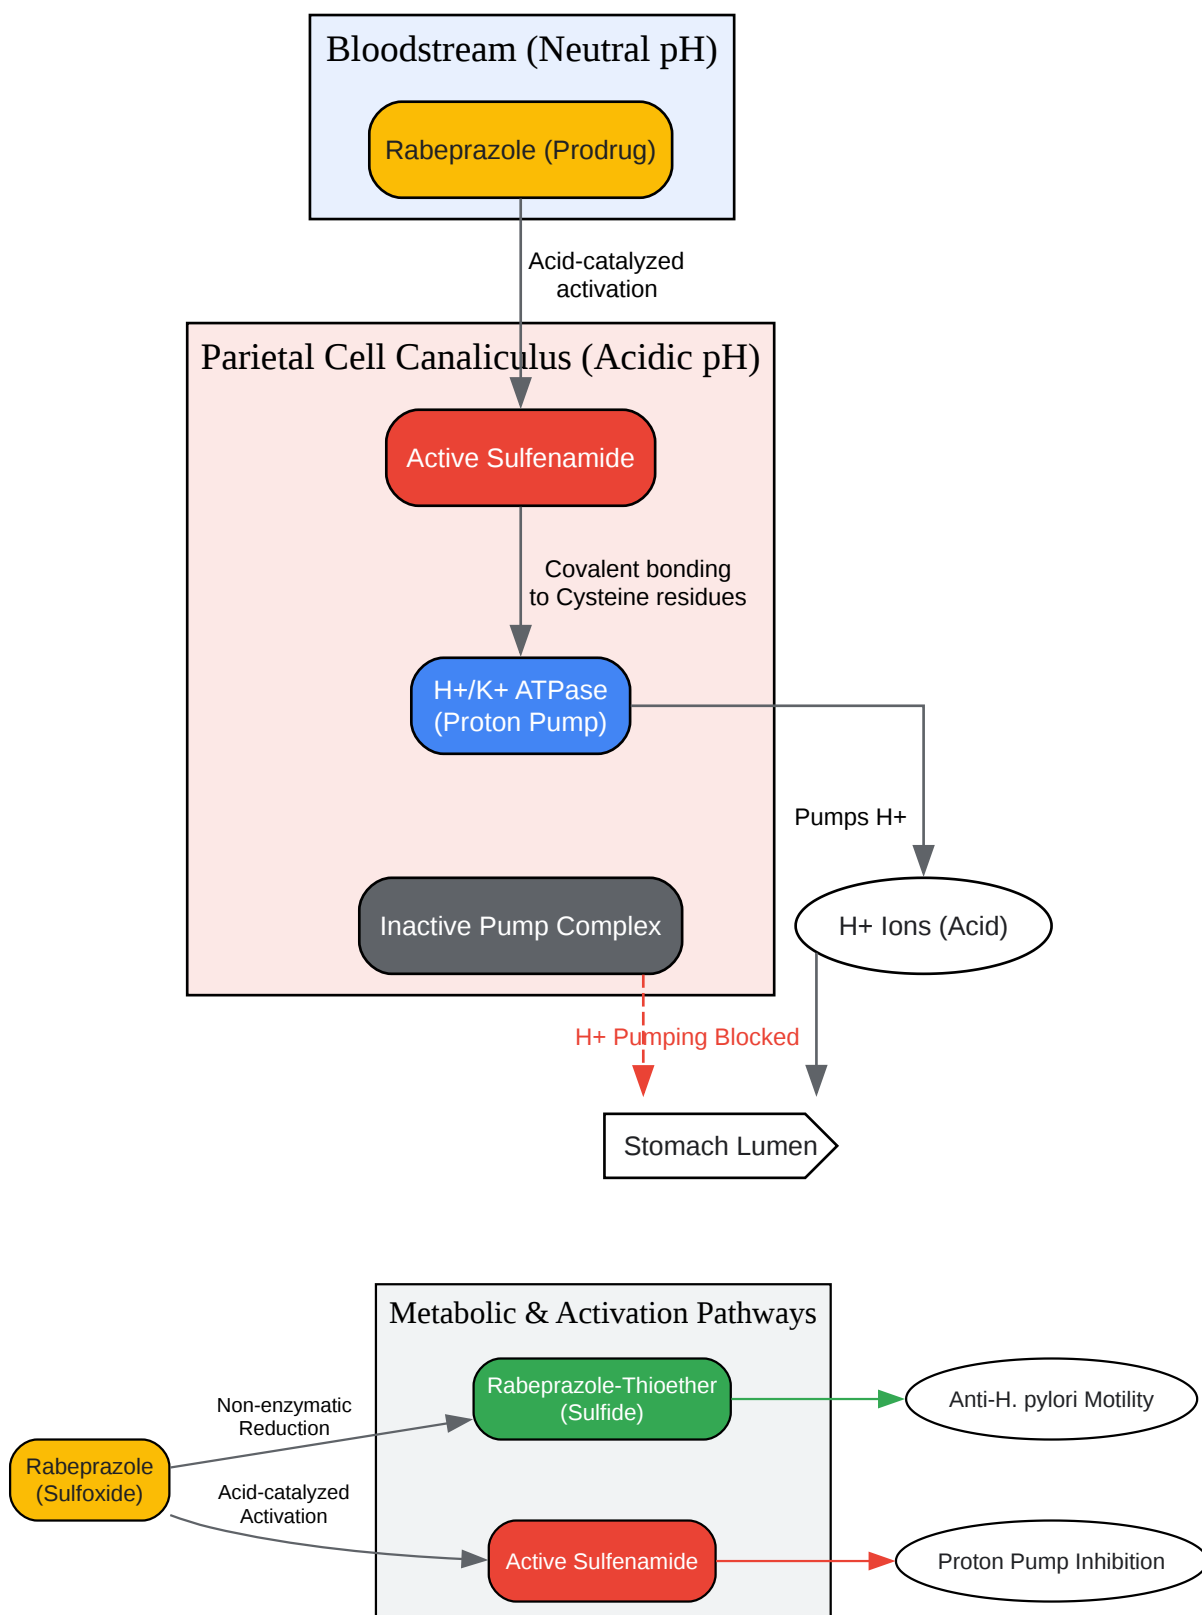 Bloodstream (Neutral pH)
Rabeprazole (Prodrug)
Acid-catalyzed
activation
Parietal Cell Canaliculus (Acidic pH)
Active Sulfenamide
Covalent bonding
to Cysteine residues
H+/K+ ATPase
(Proton Pump)
Pumps H+
Inactive Pump Complex
H+ Ions (Acid)
H+ Pumping Blocked
Stomach Lumen
Metabolic & Activation Pathways
Rabeprazole-Thioether
(Sulfide)
Anti-H. pylori Motility
Non-enzymatic
Reduction
Rabeprazole
(Sulfoxide)
Acid-catalyzed
Activation
Active Sulfenamide
Proton Pump Inhibition